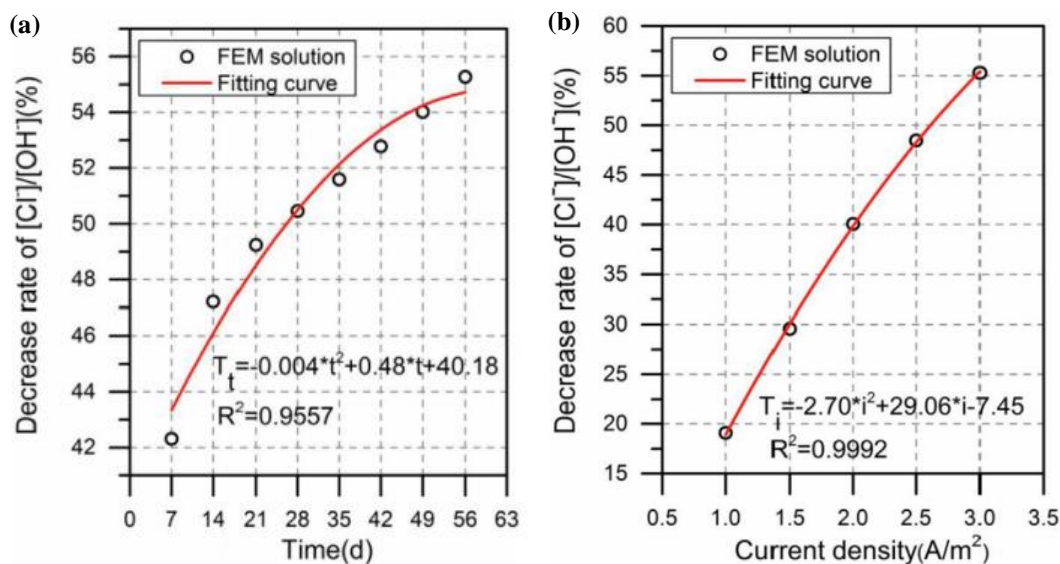 (a)
FEM solution
Fitting curve
Decrease rate of [Cl⁻]/[OH⁻](%)
56
54
52
50
48
46
44
42
Tₜ=-0.004*t²+0.48*t+40.18
R²=0.9557
0 7 14 21 28 35 42 49 56 63
Time(d)
(b)
FEM solution
Fitting curve
Decrease rate of [Cl⁻]/[OH⁻](%)
60
55
50
45
40
35
30
25
20
15
Tᵢ=-2.70*i²+29.06*i-7.45
R²=0.9992
0.5 1.0 1.5 2.0 2.5 3.0 3.5
Current density(A/m²)